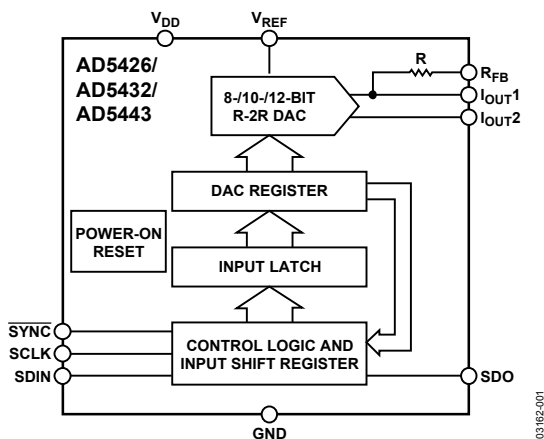 VDD
VREF
AD5426/
AD5432/
AD5443
R
RFB
8-/10-/12-BIT
R-2R DAC
IOUT1
IOUT2
DAC REGISTER
POWER-ON
RESET
INPUT LATCH
SYNC
SCLK
SDIN
CONTROL LOGIC AND
INPUT SHIFT REGISTER
SDO
GND
03162-001